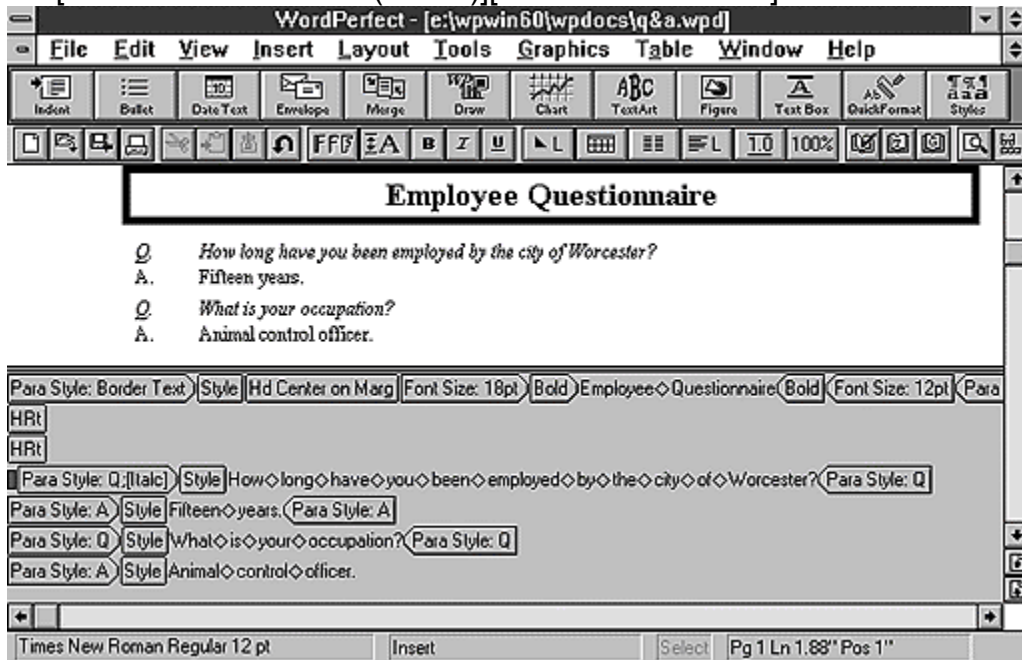 WordPerfect - [e:\wpwin60\wpdocs\q&a.wpd]
File Edit View Insert Layout Tools Graphics Table Window Help
Indent Bullet Date Text Envelope Merge Draw Chart TextArt Figure Text Box QuickFormat Styles
B I U L L 1.0 100%
Employee Questionnaire
Q. How long have you been employed by the city of Worcester?
A. Fifteen years.
Q. What is your occupation?
A. Animal control officer.
Para Style: Border Text Style Hd Center on Marg Font Size: 18pt Bold Employee◇Questionnaire Bold Font Size: 12pt Para
HRt
HRt
Para Style: Q;[Italc] Style How◇long◇have◇you◇been◇employed◇by◇the◇city◇of◇Worcester? Para Style: Q
Para Style: A Style Fifteen◇years. Para Style: A
Para Style: Q Style What◇is◇your◇occupation? Para Style: Q
Para Style: A Style Animal◇control◇officer.
Times New Roman Regular 12 pt Insert Select Pg 1 Ln 1.88" Pos 1"